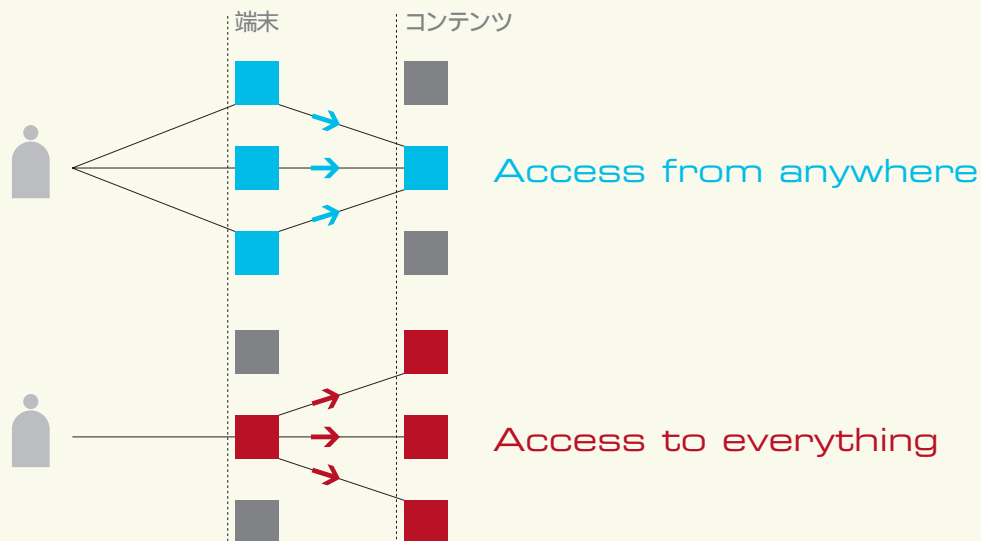 端末
コンテンツ
Access from anywhere
Access to everything